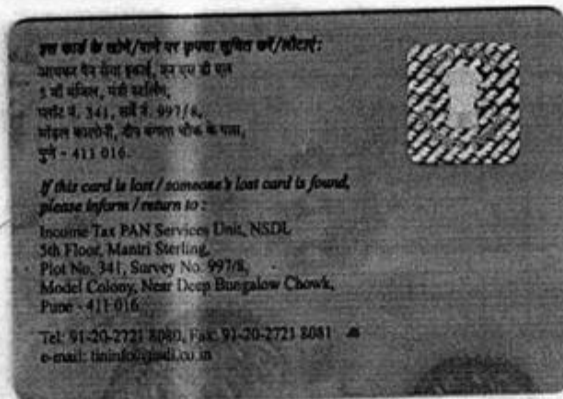 इस कार्ड के खोने/पाने पर कृपया सूचित करें/लौटाएं:
आयकर पैन सेवा इकाई, एन एस डी एल
5 वीं मंजिल, मंत्री स्टर्लिंग,
प्लॉट नं. 341, सर्वे नं. 997/8,
मॉडल कालोनी, दीप बंगला चौक के पास,
पुणे - 411 016.
If this card is lost / someone's lost card is found,
please inform / return to :
Income Tax PAN Services Unit, NSDL
5th Floor, Mantri Sterling,
Plot No. 341, Survey No. 997/8,
Model Colony, Near Deep Bungalow Chowk,
Pune - 411 016
Tel: 91-20-2721 8080, Fax: 91-20-2721 8081
e-mail: tininfo@nsdl.co.in